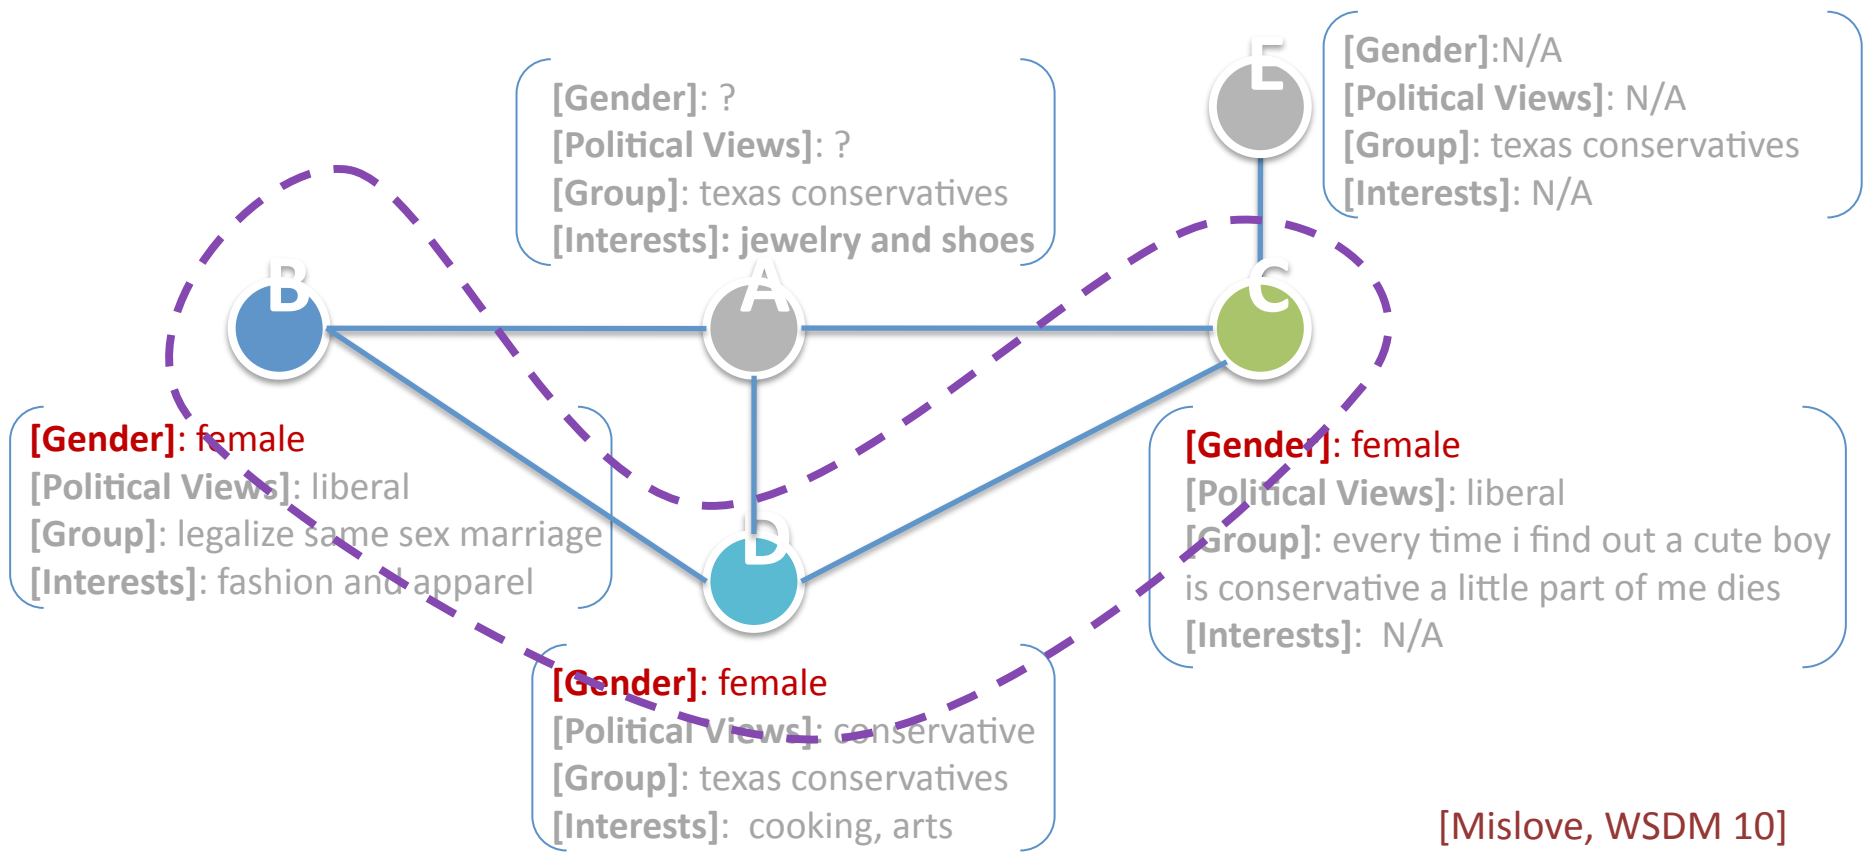 E
[Gender]:N/A
[Political Views]: N/A
[Group]: texas conservatives
[Interests]: N/A
[Gender]: ?
[Political Views]: ?
[Group]: texas conservatives
[Interests]: jewelry and shoes
B
A
C
[Gender]: female
[Political Views]: liberal
[Group]: legalize same sex marriage
[Interests]: fashion and apparel
D
[Gender]: female
[Political Views]: liberal
[Group]: every time i find out a cute boy
is conservative a little part of me dies
[Interests]: N/A
[Gender]: female
[Political Views]: conservative
[Group]: texas conservatives
[Interests]: cooking, arts
[Mislove, WSDM 10]